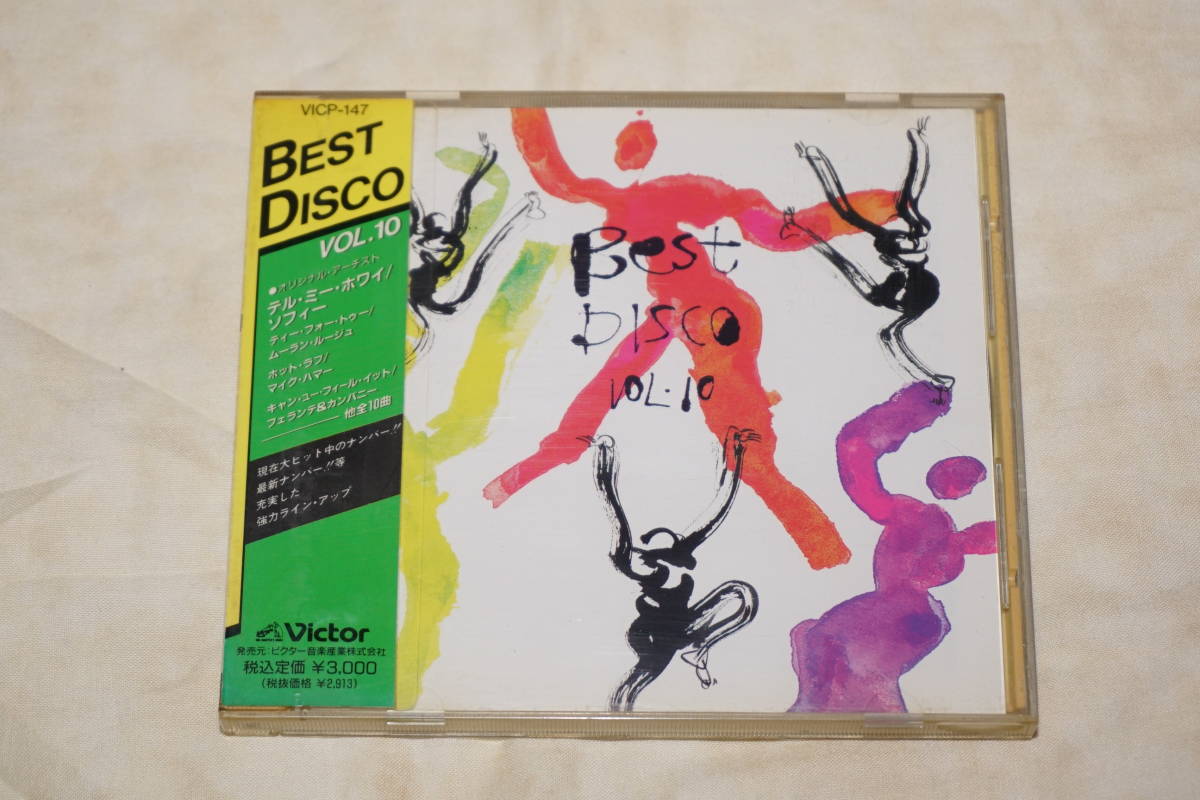 VICP-147
BEST
DISCO
VOL.10
●オリジナル・アーチスト
テル・ミー・ホワイ/
ソフィー
ティー・フォー・トゥー/
ムーラン・ルージュ
ホット・ラブ/
マイク・ハマー
キャン・ユー・フィール・イット/
フェランテ&カンパニー
他全10曲
現在大ヒット中のナンバー!!
最新ナンバー!!等
充実した
強力ライン・アップ
Victor
発売元:ビクター音楽産業株式会社
税込定価 ¥3,000
(税抜価格 ¥2,913)
BeST
DISCO
VOL.10